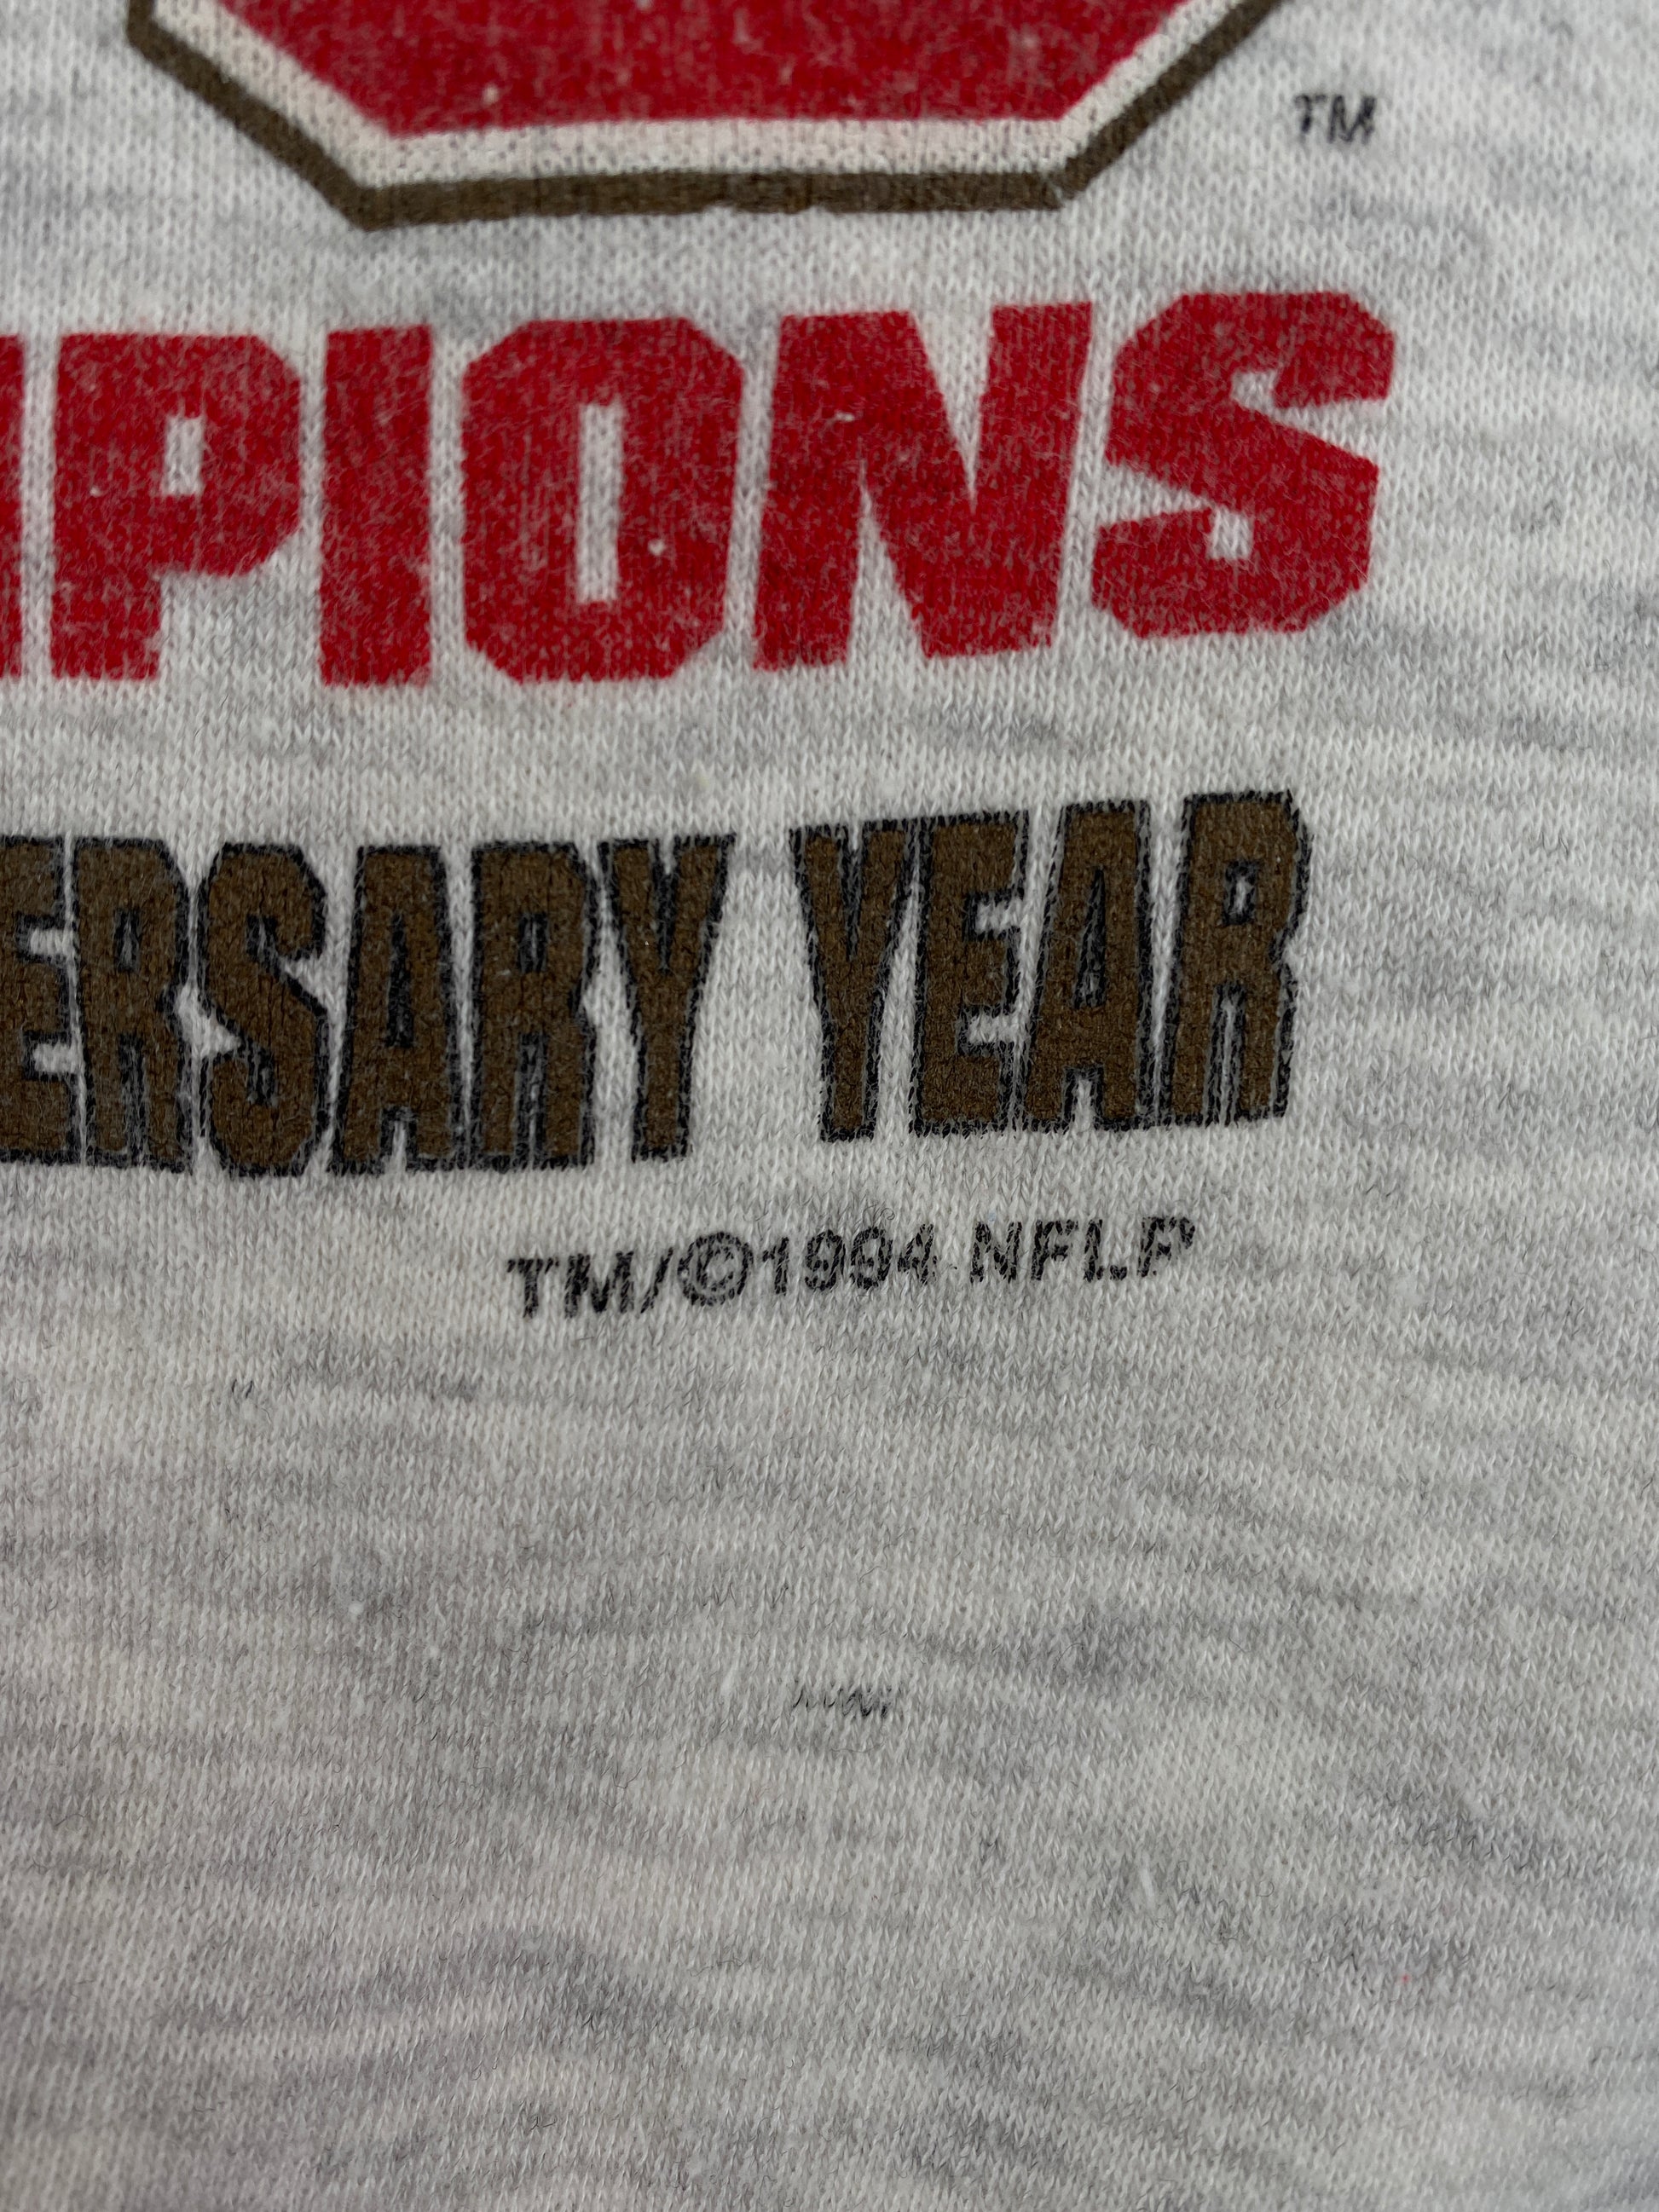 TM
PIONS
ERSARY YEAR
TM/©1994 NFLP